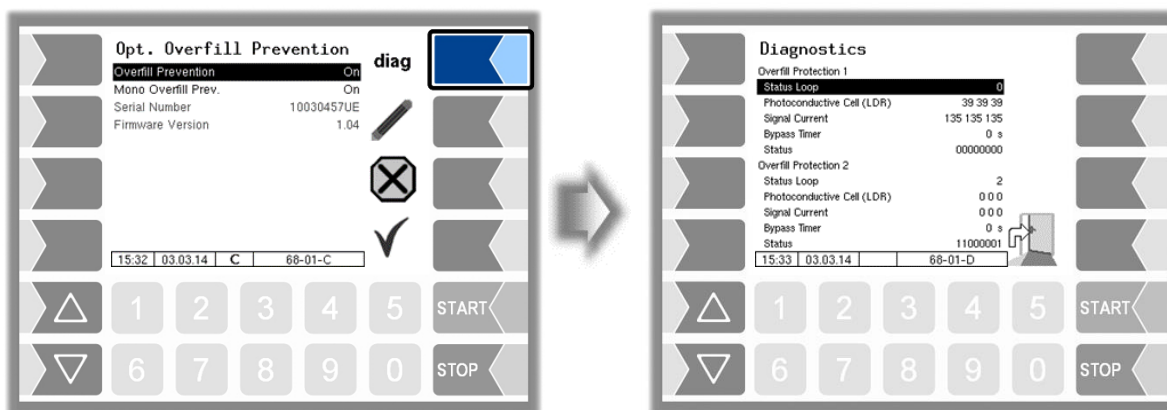 Opt. Overfill Prevention
diag
Overfill Prevention On
Mono Overfill Prev. On
Serial Number 10030457UE
Firmware Version 1.04
15:32 03.03.14 C 68-01-C
1 2 3 4 5 START
6 7 8 9 0 STOP
Diagnostics
Overfill Protection 1
Status Loop 0
Photoconductive Cell (LDR) 39 39 39
Signal Current 135 135 135
Bypass Timer 0 s
Status 00000000
Overfill Protection 2
Status Loop 2
Photoconductive Cell (LDR) 0 0 0
Signal Current 0 0 0
Bypass Timer 0 s
Status 11000001
15:33 03.03.14 68-01-D
1 2 3 4 5 START
6 7 8 9 0 STOP